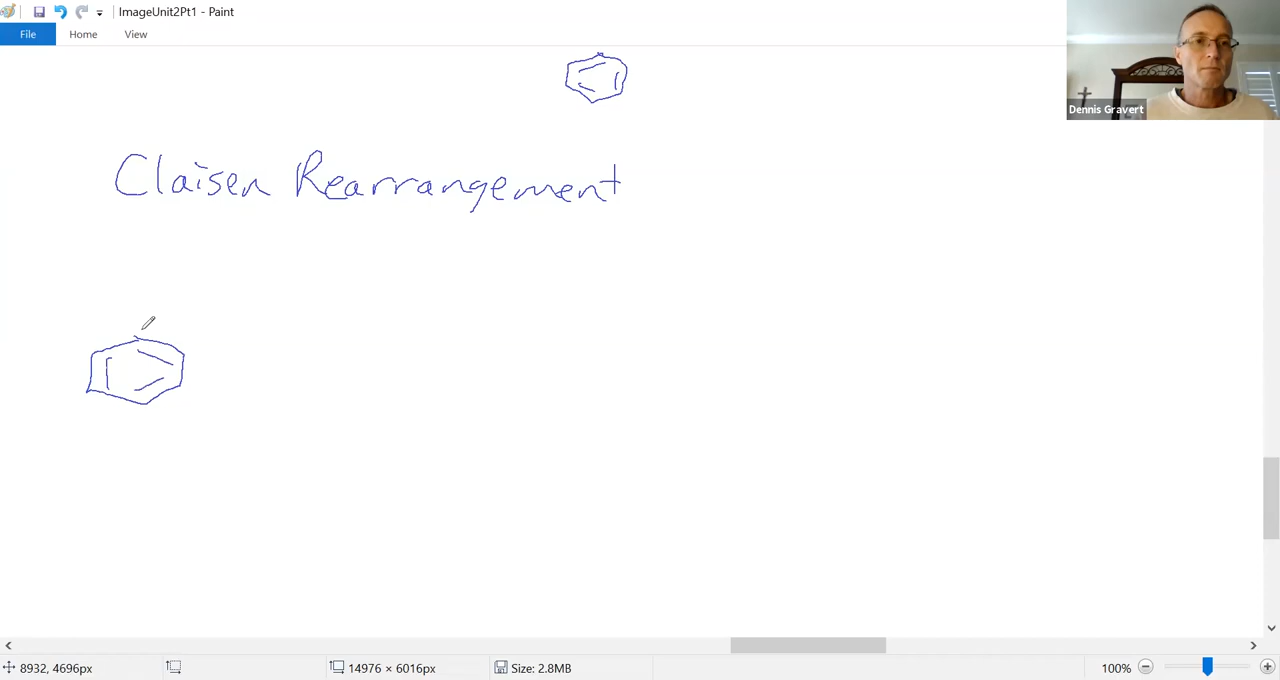 ImageUnit2Pt1 - Paint
File Home View
Dennis Gravert
Claisen Rearrangement
8932, 4696px 14976 × 6016px Size: 2.8MB 100%